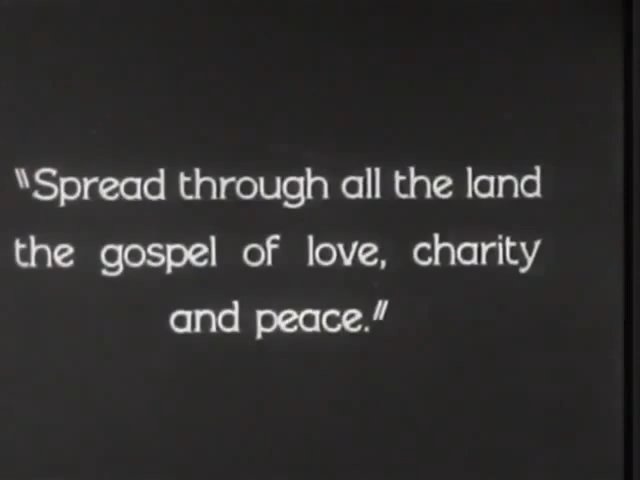 "Spread through all the land
the gospel of love, charity
and peace."